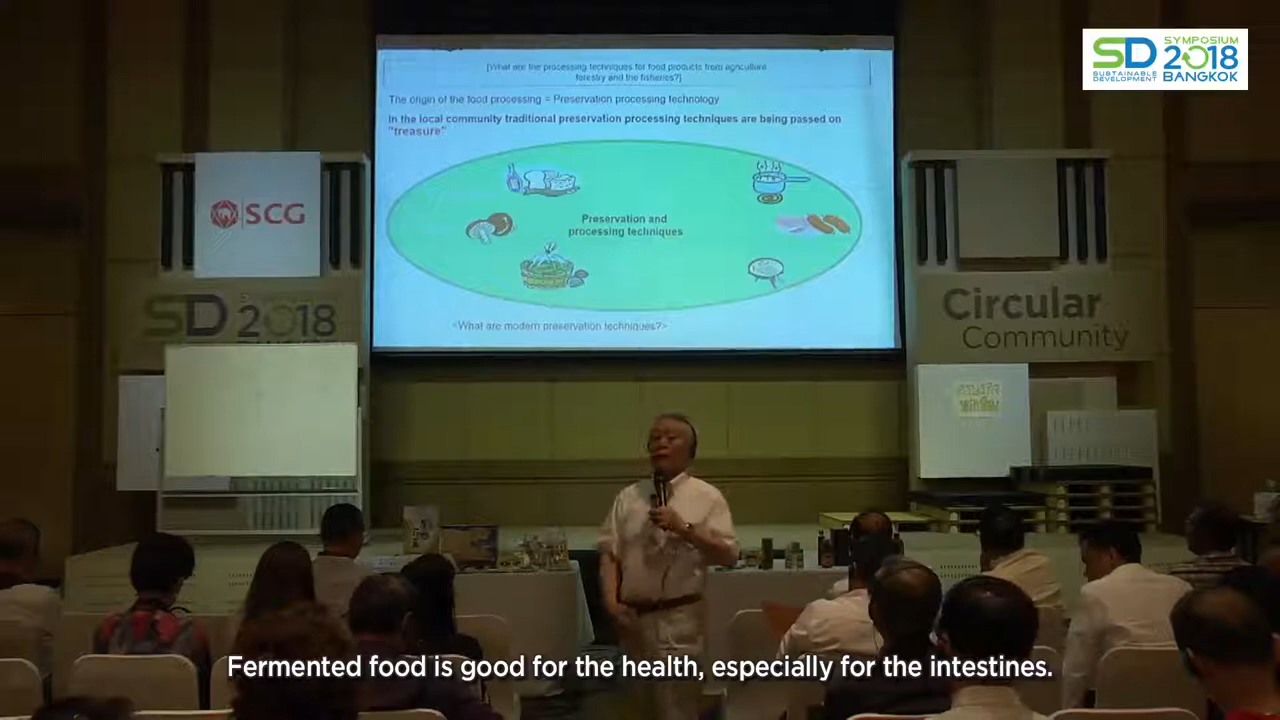 SD SYMPOSIUM 2018
SUSTAINABLE DEVELOPMENT BANGKOK
[What are the processing techniques for food products from agriculture
forestry and the fisheries?]
The origin of the food processing = Preservation processing technology
In the local community traditional preservation processing techniques are being passed on
"treasure"
Preservation and
processing techniques
<What are modern preservation techniques?>
SCG
SD 2018
Circular
Community
Fermented food is good for the health, especially for the intestines.